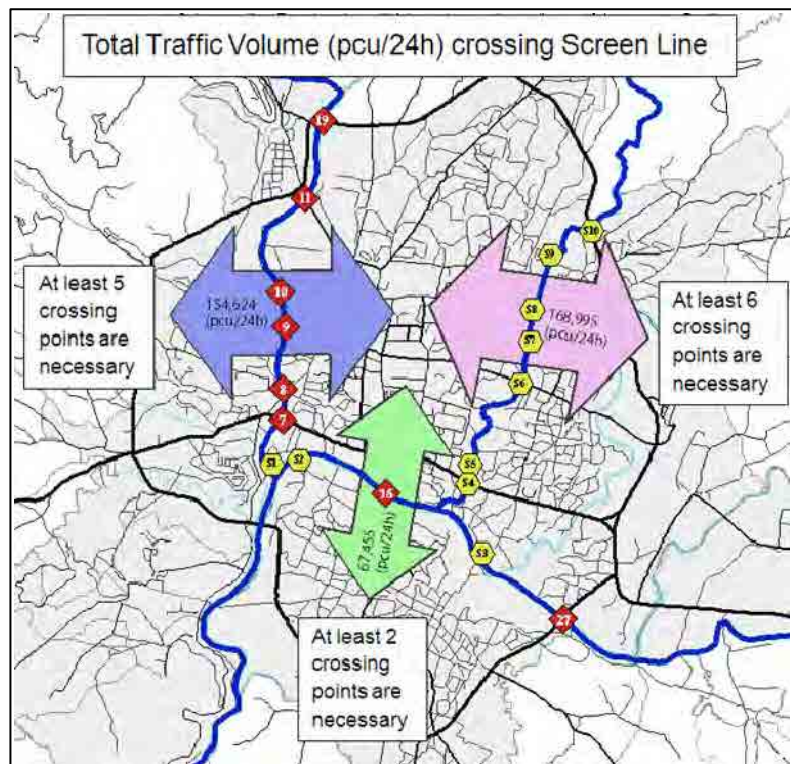 Total Traffic Volume (pcu/24h) crossing Screen Line
19
11
S10
S9
At least 5
crossing
points are
necessary
10
154,624
(pcu/24h)
9
S8
168,995
(pcu/24h)
S7
At least 6
crossing
points are
necessary
8
S6
7
S1
S2
S5
S4
16
67,455
(pcu/24h)
S3
27
At least 2
crossing
points are
necessary